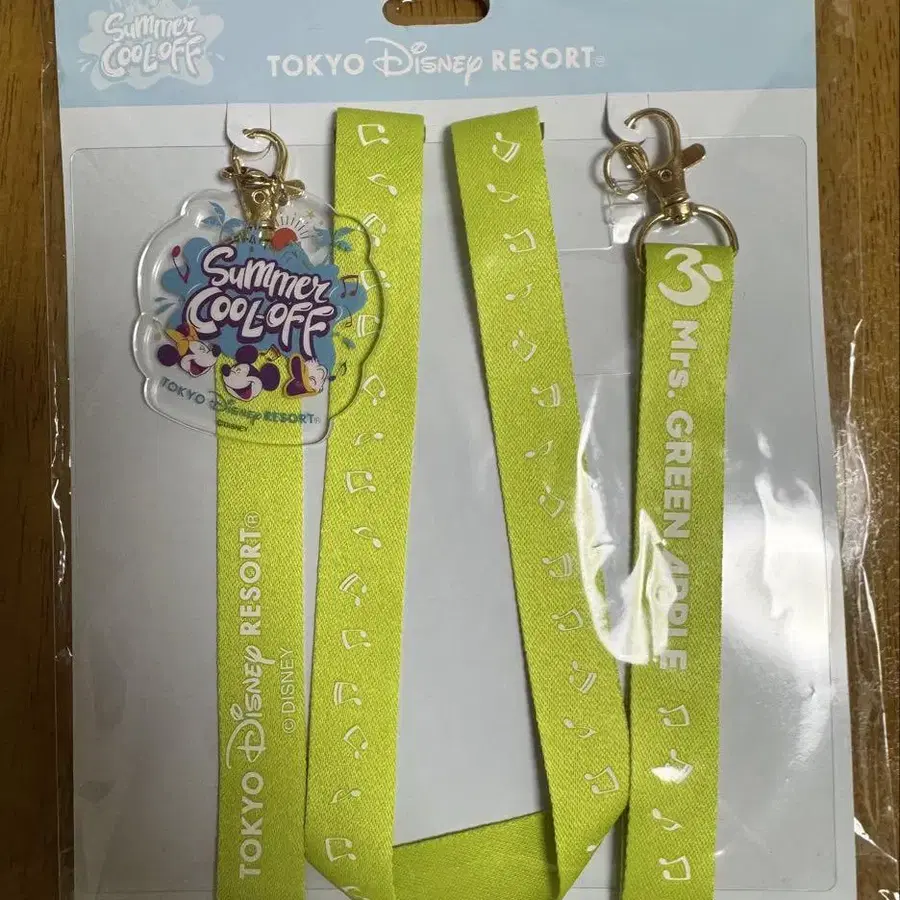 Summer
COOL-OFF
TOKYO Disney RESORT®
Summer
COOL-OFF
TOKYO Disney RESORT®
©DISNEY
TOKYO Disney RESORT®
© DISNEY
Mrs. GREEN APPLE